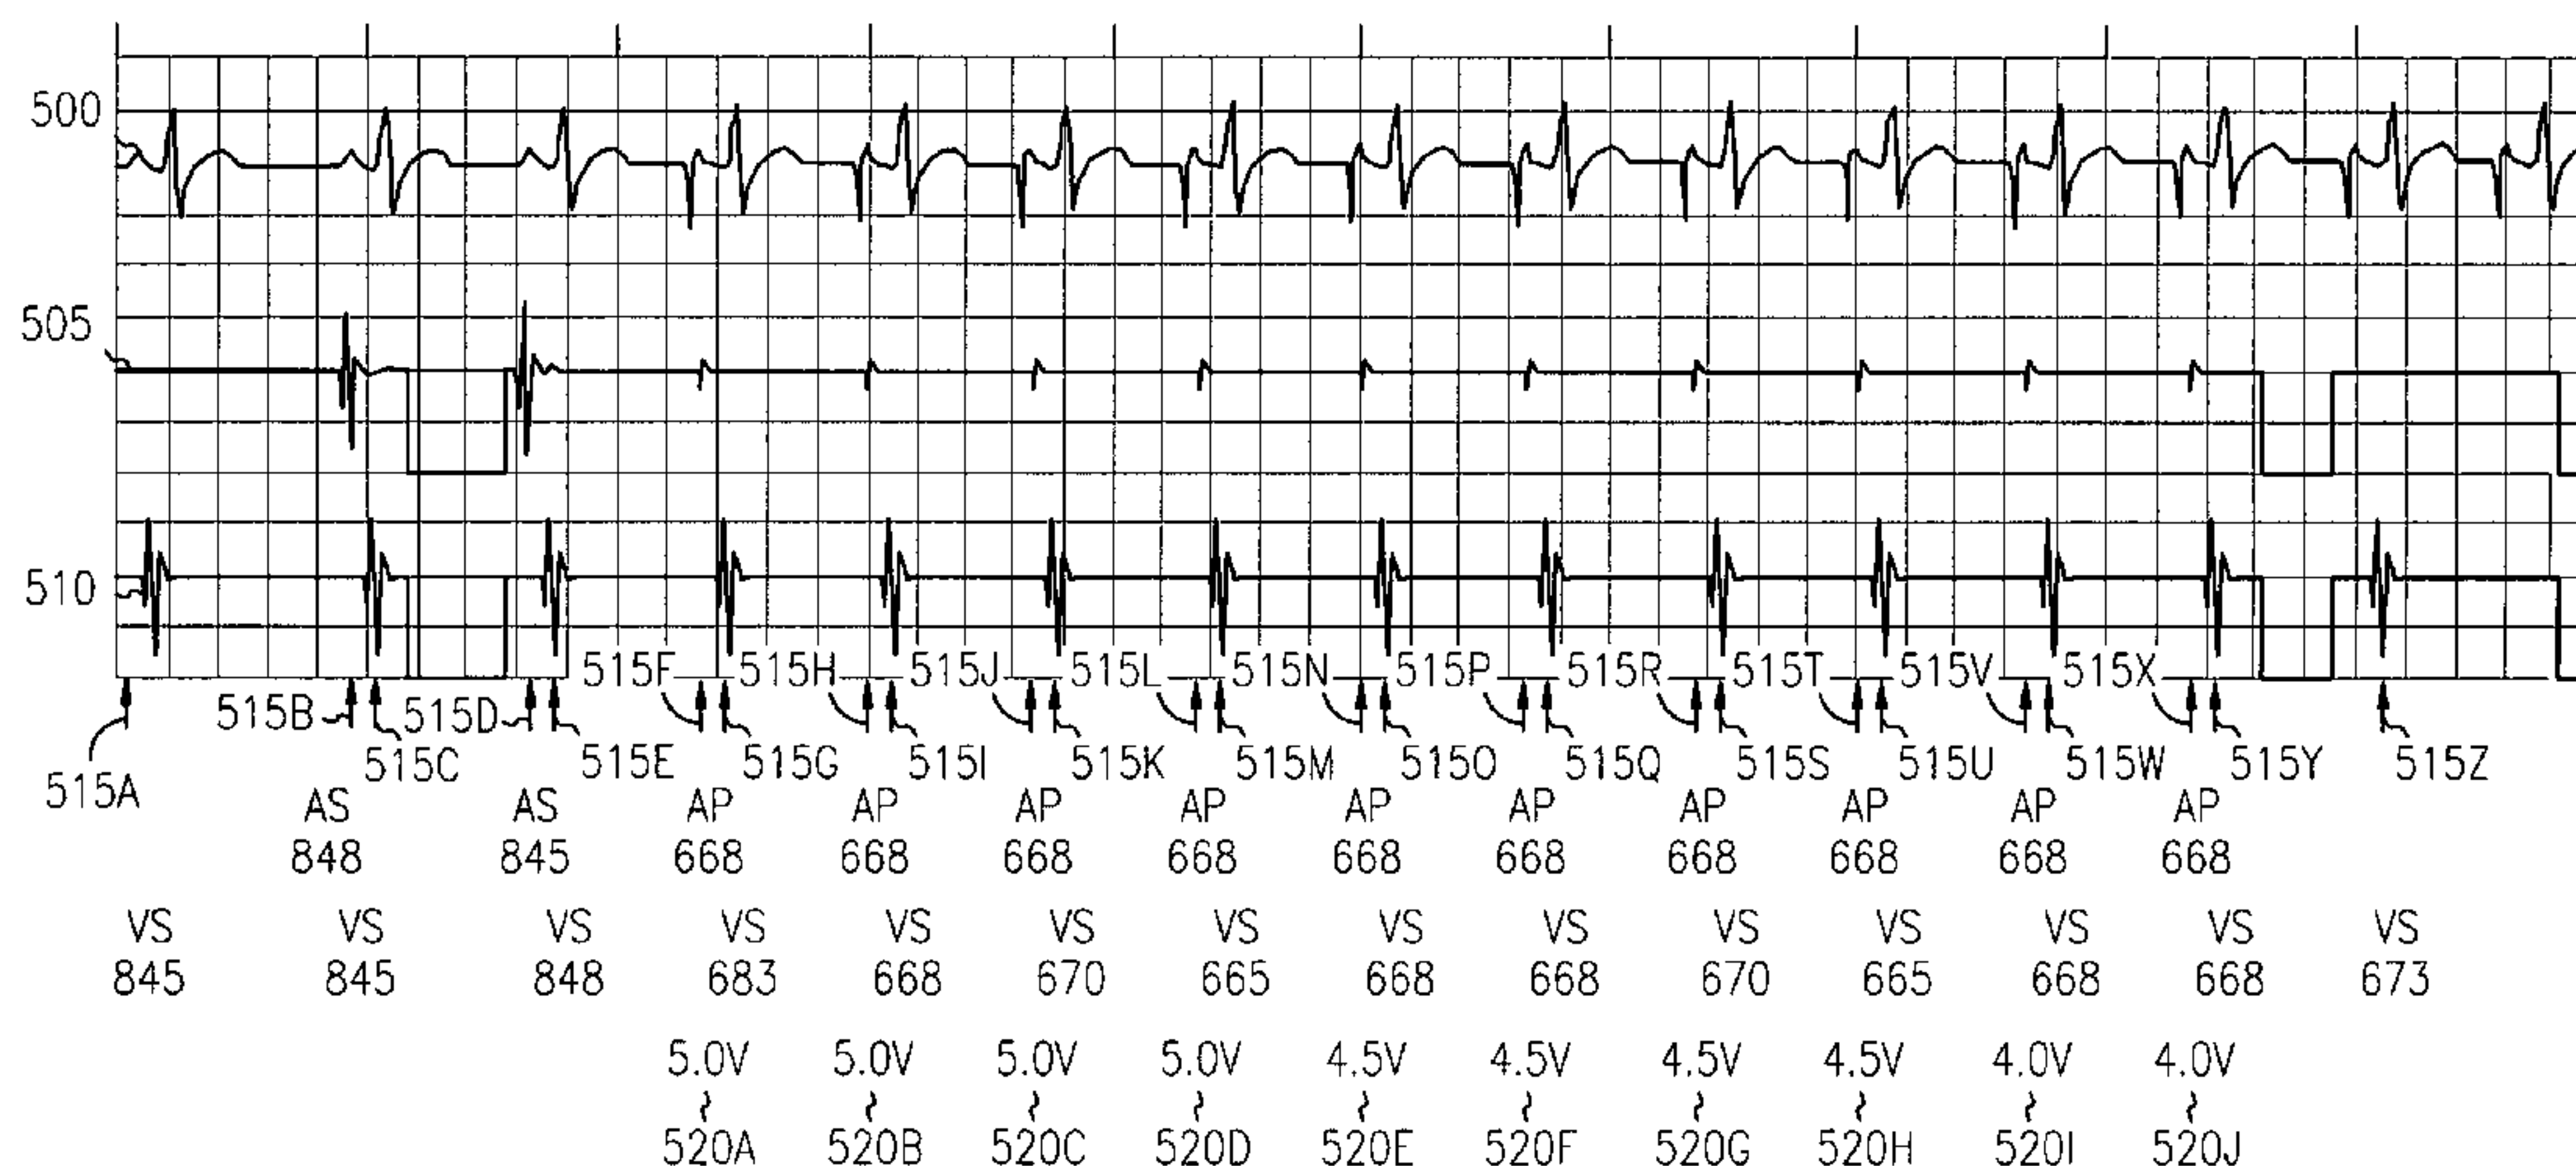 500
505
510
515F 515H 515J 515L 515N 515P 515R 515T 515V 515X
515B 515D
515C 515E 515G 515I 515K 515M 515O 515Q 515S 515U 515W 515Y 515Z
515A
AS AS AP AP AP AP AP AP AP AP AP AP
848 845 668 668 668 668 668 668 668 668 668 668
VS VS VS VS VS VS VS VS VS VS VS VS VS VS
845 845 848 683 668 670 665 668 668 670 665 668 668 673
5.0V 5.0V 5.0V 5.0V 4.5V 4.5V 4.5V 4.5V 4.0V 4.0V
520A 520B 520C 520D 520E 520F 520G 520H 520I 520J